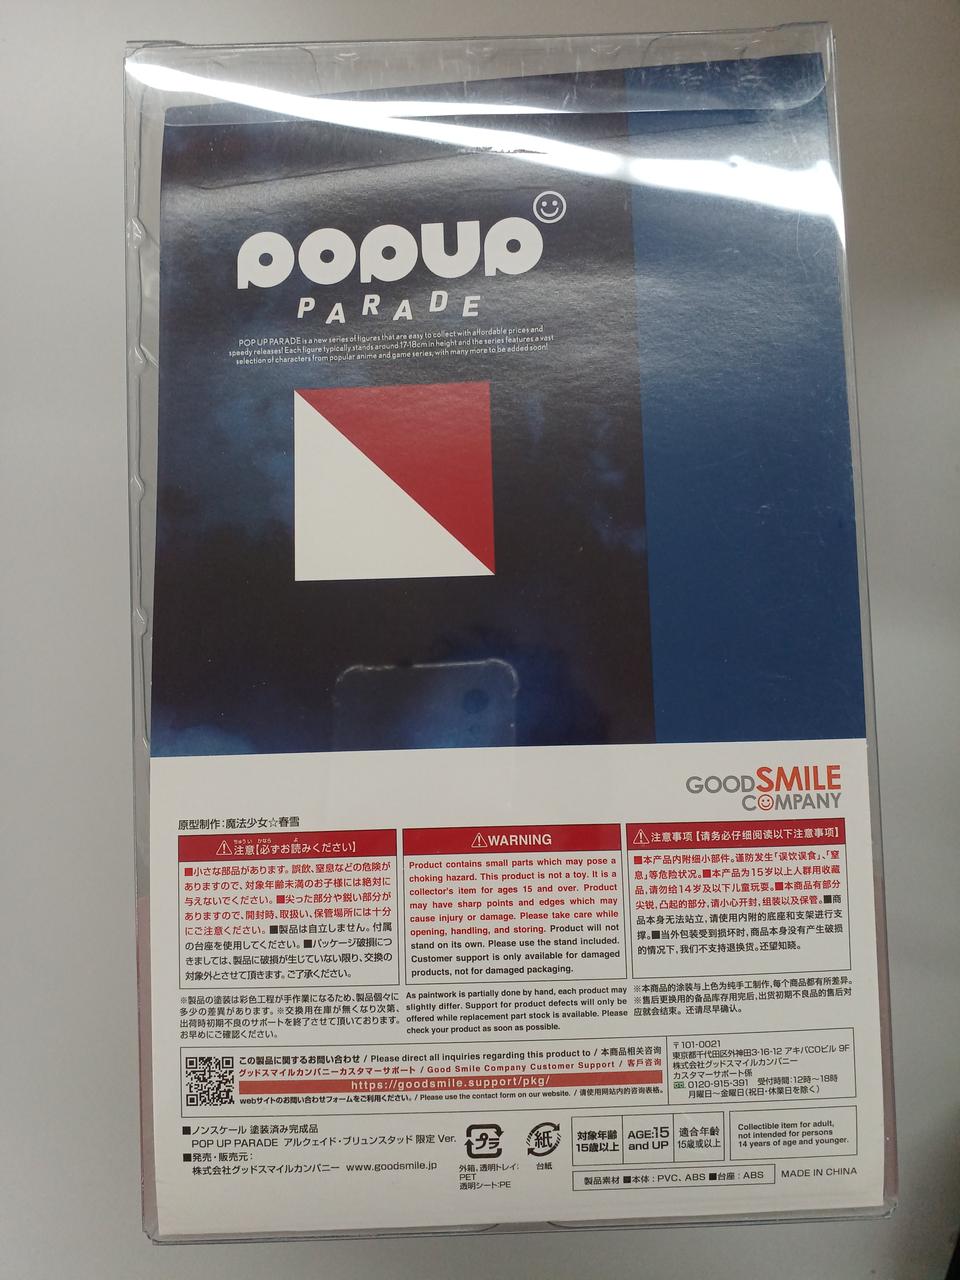 POPUP
PARADE
POP UP PARADE is a new series of figures that are easy to collect with affordable prices and
speedy releases! Each figure typically stands around 17-18cm in height and the series features a vast
selection of characters from popular anime and game series, with many more to be added soon!
GOODSMILE
COMPANY
原型制作:魔法少女☆春雪
⚠注意【必ずお読みください】
■小さな部品があります。誤飲、窒息などの危険が
ありますので、対象年齢未満のお子様には絶対に
与えないでください。■尖った部分や鋭い部分が
ありますので、開封時、取扱い、保管場所には十分
にご注意ください。■製品は自立しません。付属
の台座を使用してください。■パッケージ破損につ
きましては、製品に破損が生じていない限り、交換の
対象外とさせて頂きます。ご了承ください。
⚠WARNING
Product contains small parts which may pose a
choking hazard. This product is not a toy. It is a
collector's item for ages 15 and over. Product
may have sharp points and edges which may
cause injury or damage. Please take care while
opening, handling, and storing. Product will not
stand on its own. Please use the stand included.
Customer support is only available for damaged
products, not for damaged packaging.
⚠注意事项【请务必仔细阅读以下注意事项】
■本产品内附细小部件。谨防发生「误饮误食」、「窒
息」等危险状况。■本产品为15岁以上人群用收藏
品,请勿给14岁及以下儿童玩耍。■本商品有部分
尖锐,凸起的部分,请小心开封,组装以及保管。■商
品本身无法站立,请使用内附的底座和支架进行支
撑。■当外包装受到损坏时,商品本身没有产生破损
的情况下,我们不支持退换货。还望知晓。
※製品の塗装は彩色工程が手作業になるため、製品個々に
多少の差異があります。※交換用在庫が無くなり次第、
出荷時初期不良のサポートを終了させて頂いております。
お早めにご確認ください。
As paintwork is partially done by hand, each product may
slightly differ. Support for product defects will only be
offered while replacement part stock is available. Please
check your product as soon as possible.
※本商品的涂装与上色为纯手工制作,每个商品都有所差异。
※售后更换用的备品库存用完后,出货初期不良的售后对
应就会结束。还请尽早确认。
この製品に関するお問い合わせ / Please direct all inquiries regarding this product to / 本商品相关咨询
グッドスマイルカンパニーカスタマーサポート / Good Smile Company Customer Support / 客戶咨詢
https://goodsmile.support/pkg/
webサイトのお問い合わせフォームをご利用ください。/ Please use the contact form on our website. / 请使用网站内的咨询表格。
〒101-0021
東京都千代田区外神田3-16-12 アキバCOビル 9F
株式会社グッドスマイルカンパニー
カスタマーサポート係
0120-915-391 受付時間:12時〜18時
月曜日〜金曜日(祝日・休業日を除く)
■ノンスケール 塗装済み完成品
POP UP PARADE アルクェイド・ブリュンスタッド 限定 Ver.
■発売・販売元:
株式会社グッドスマイルカンパニー www.goodsmile.jp
プラ
外箱,透明トレイ:
PET
透明シート:PE
紙
台紙
対象年齢
15歳以上
AGE:15
and UP
適合年齢
15歳或以上
Collectible item for adult,
not intended for persons
14 years of age and younger.
製品素材 ■本体:PVC、ABS ■台座:ABS
MADE IN CHINA